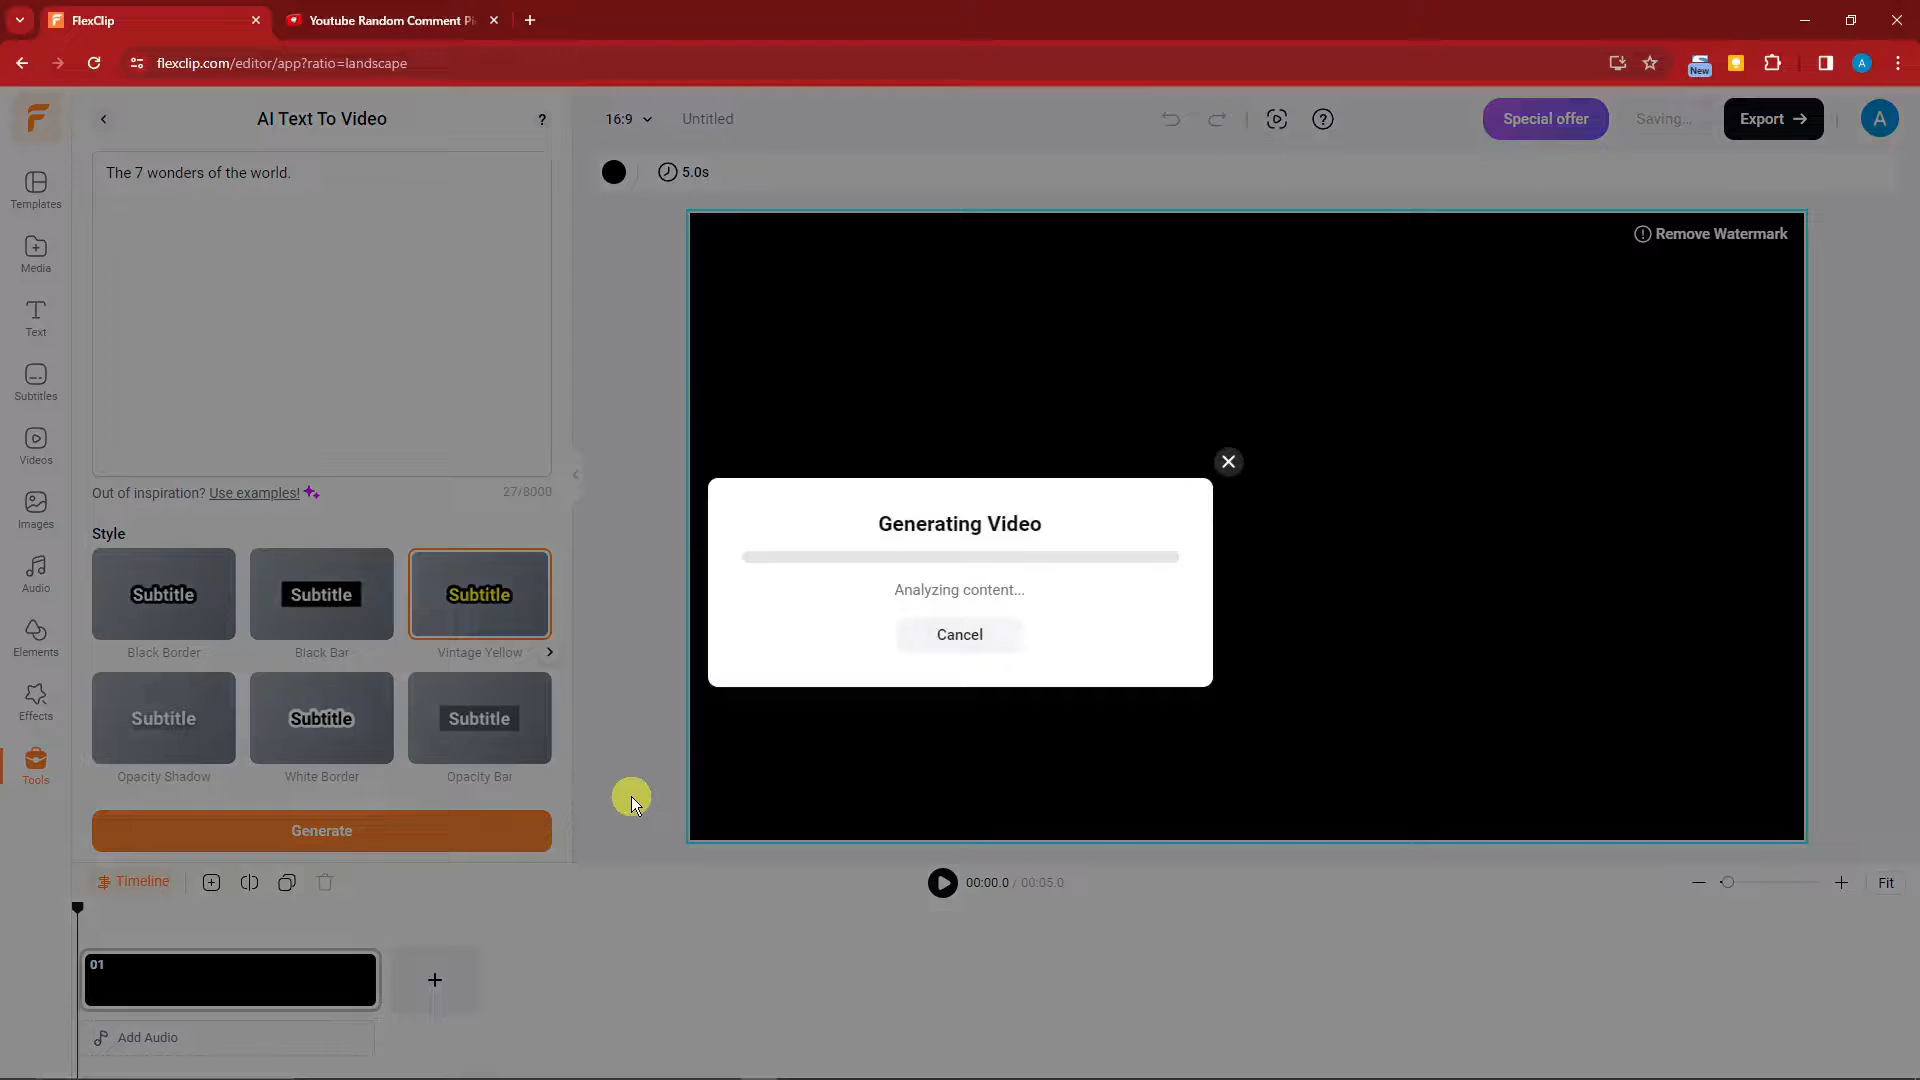 FlexClip
Youtube Random Comment Pi
flexclip.com/editor/app?ratio=landscape
New
A
AI Text To Video
?
16:9
Untitled
Special offer
Saving...
Export →
A
The 7 wonders of the world.
5.0s
Templates
Media
Text
Subtitles
Videos
Images
Audio
Elements
Effects
Tools
Remove Watermark
Out of inspiration? Use examples!
27/8000
Style
Subtitle
Subtitle
Subtitle
Black Border
Black Bar
Vintage Yellow
Subtitle
Subtitle
Subtitle
Opacity Shadow
White Border
Opacity Bar
Generate
Generating Video
Analyzing content...
Cancel
Timeline
00:00.0 / 00:05.0
Fit
01
+
Add Audio